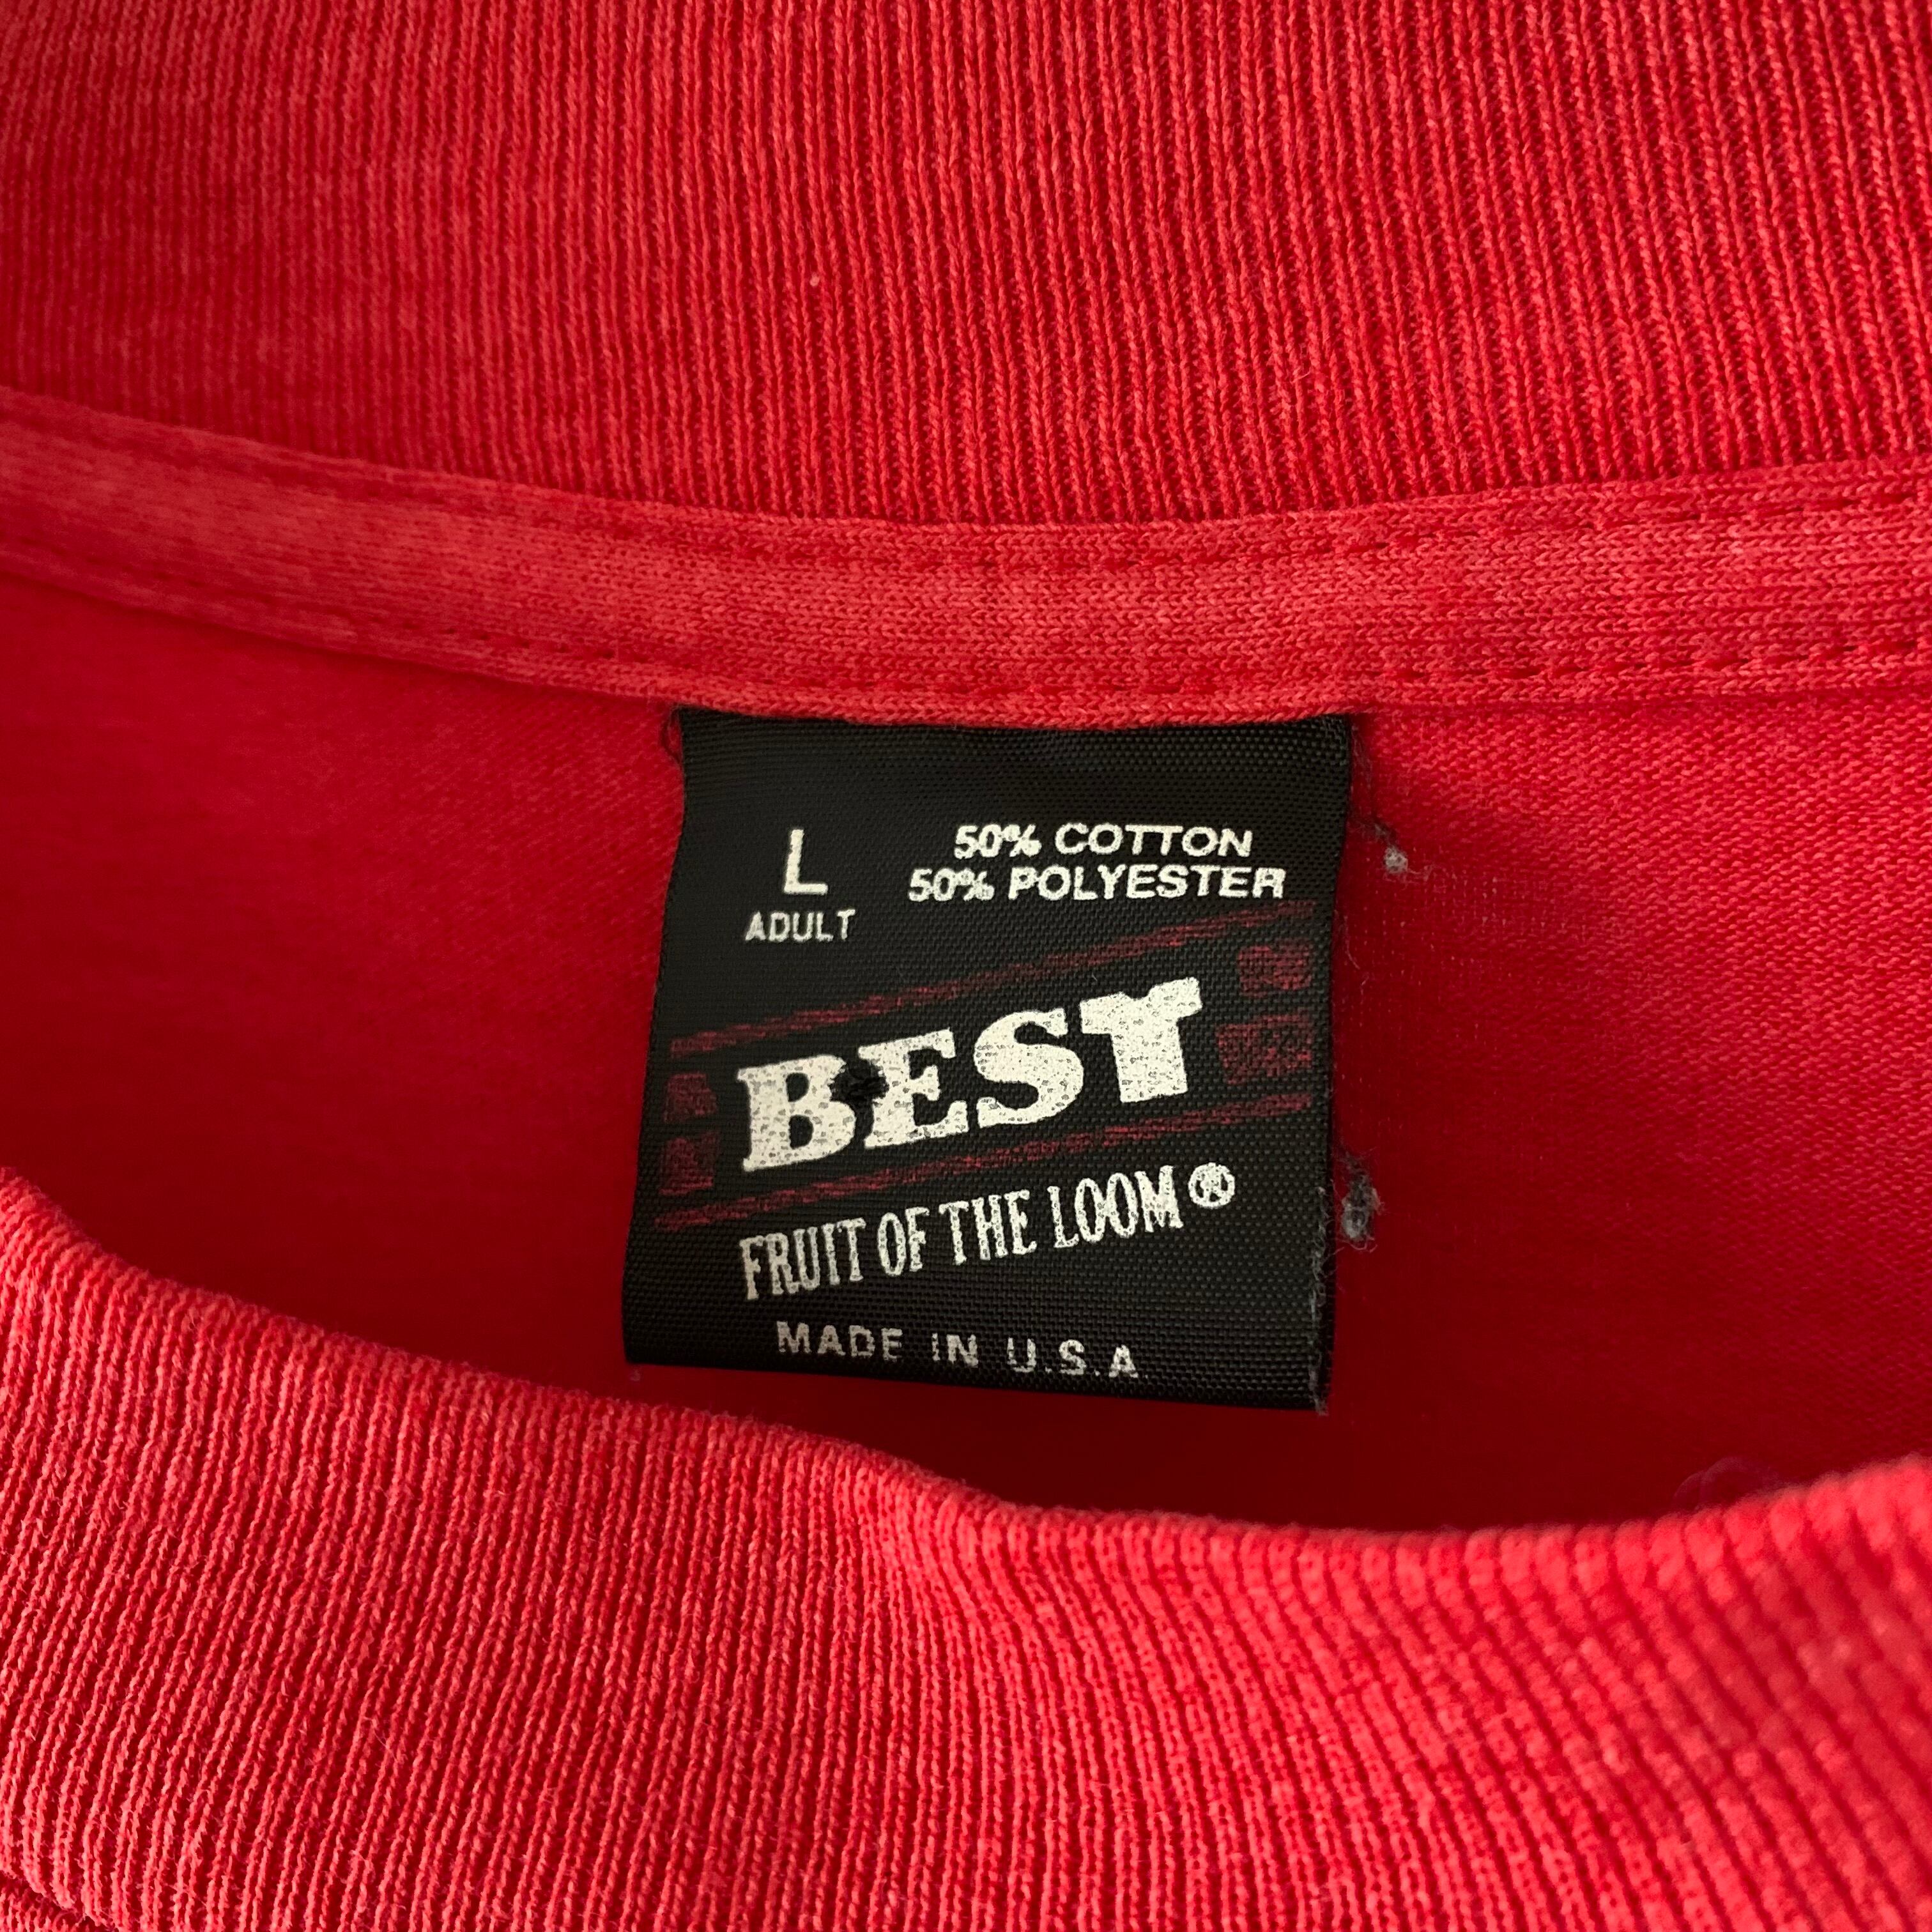 L
ADULT
50% COTTON
50% POLYESTER
BEST
FRUIT OF THE LOOM®
MADE IN U.S.A